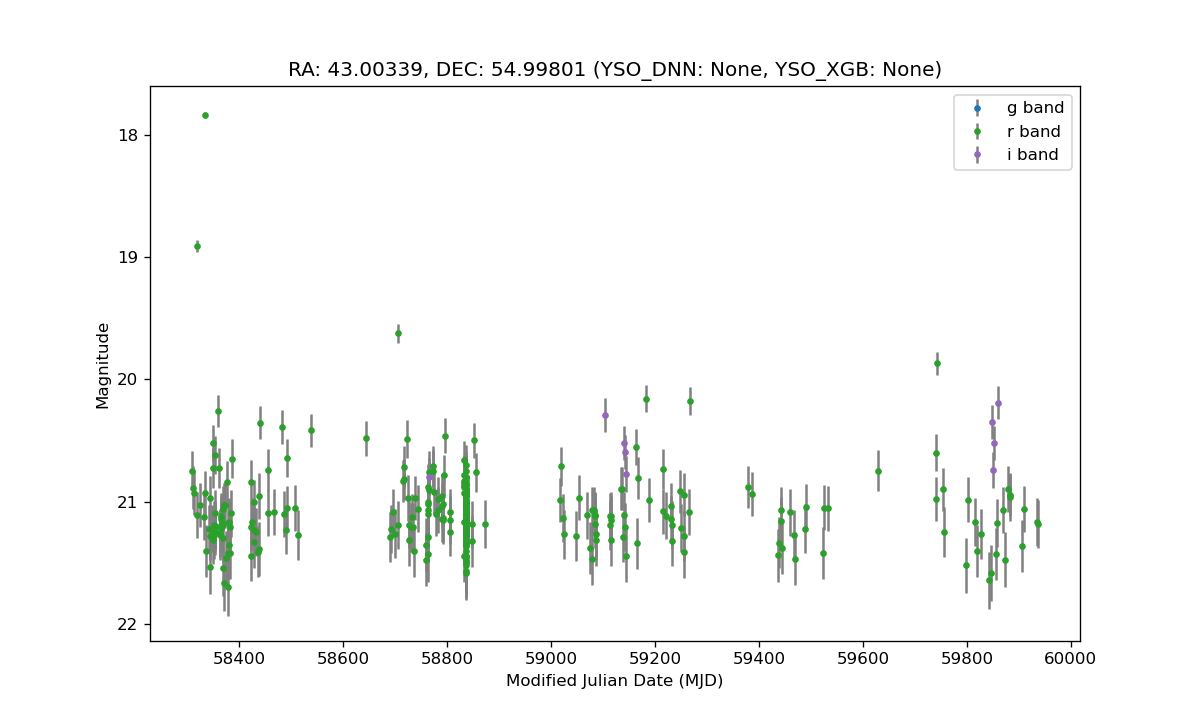 RA: 43.00339, DEC: 54.99801 (YSO_DNN: None, YSO_XGB: None)
g band
r band
i band
18
19
20
21
22
Magnitude
58400 58600 58800 59000 59200 59400 59600 59800 60000
Modified Julian Date (MJD)